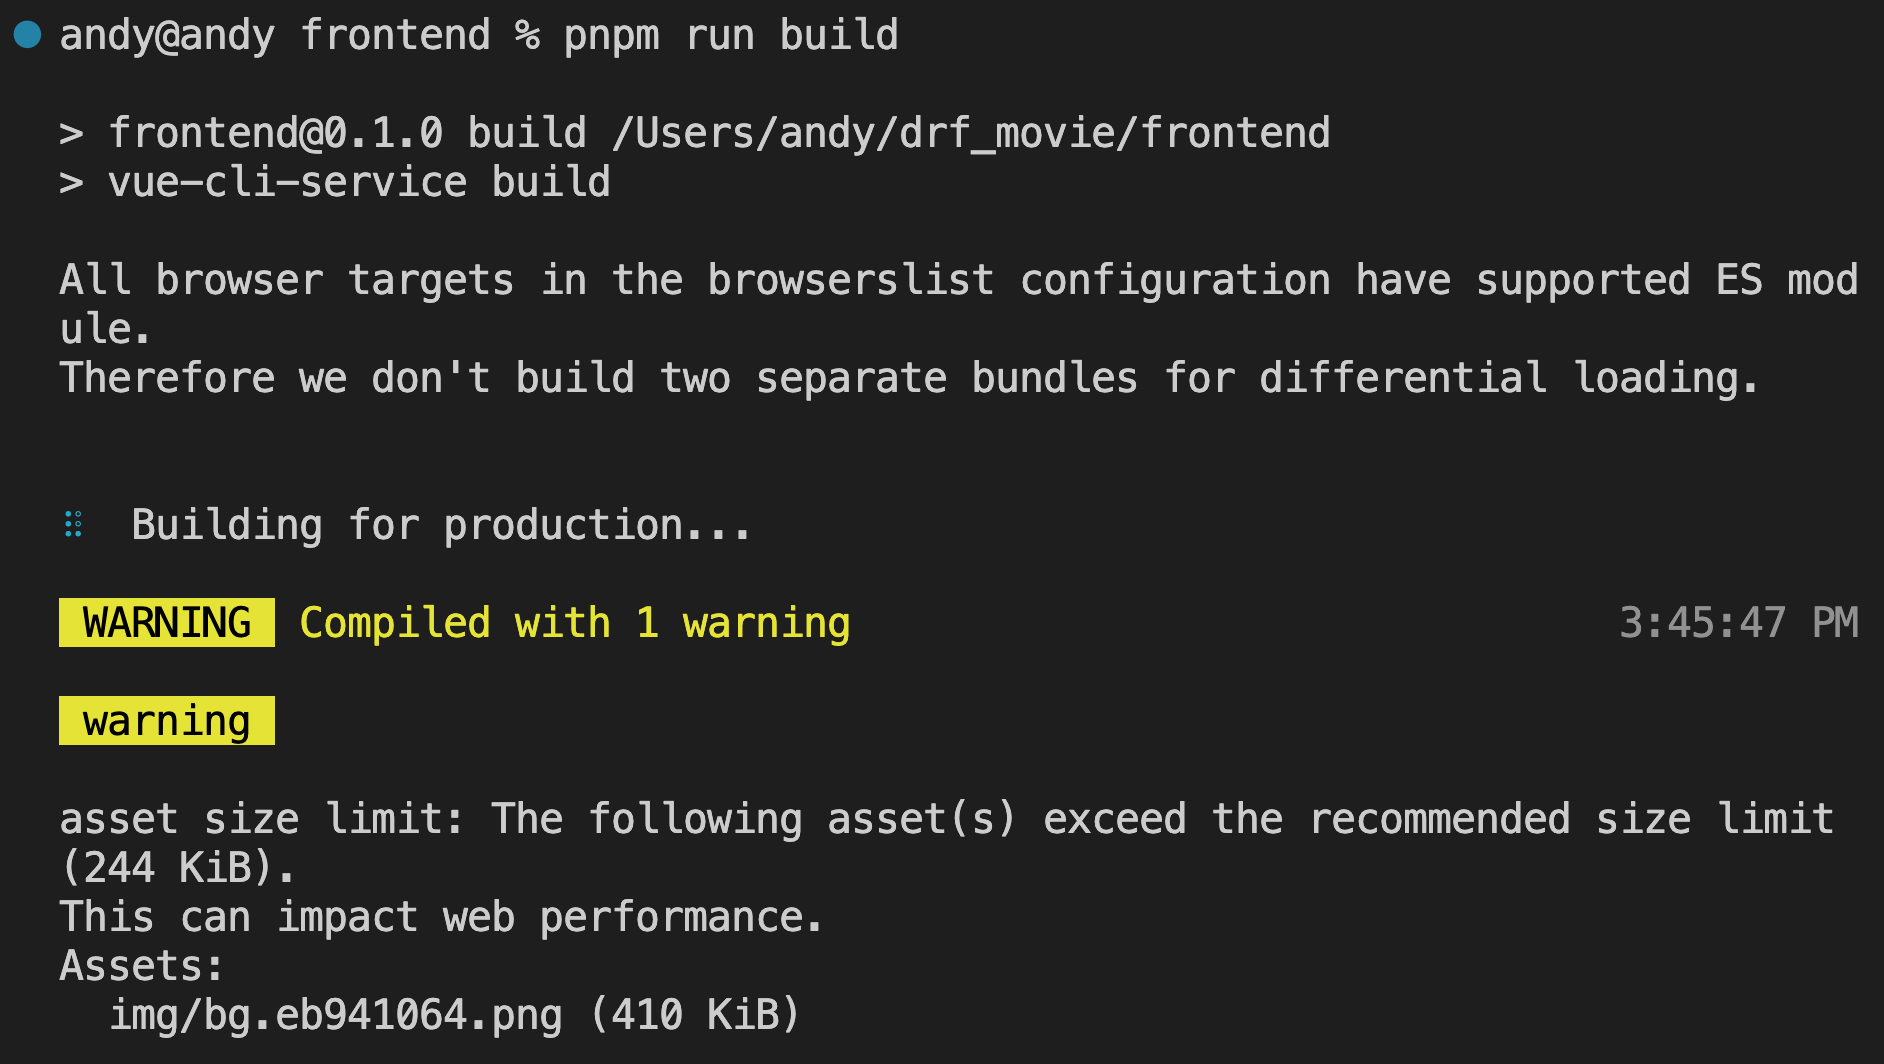 andy@andy frontend % pnpm run build
> frontend@0.1.0 build /Users/andy/drf_movie/frontend
> vue-cli-service build
All browser targets in the browserslist configuration have supported ES mod
ule.
Therefore we don't build two separate bundles for differential loading.
Building for production...
WARNING Compiled with 1 warning 3:45:47 PM
warning
asset size limit: The following asset(s) exceed the recommended size limit
(244 KiB).
This can impact web performance.
Assets:
img/bg.eb941064.png (410 KiB)